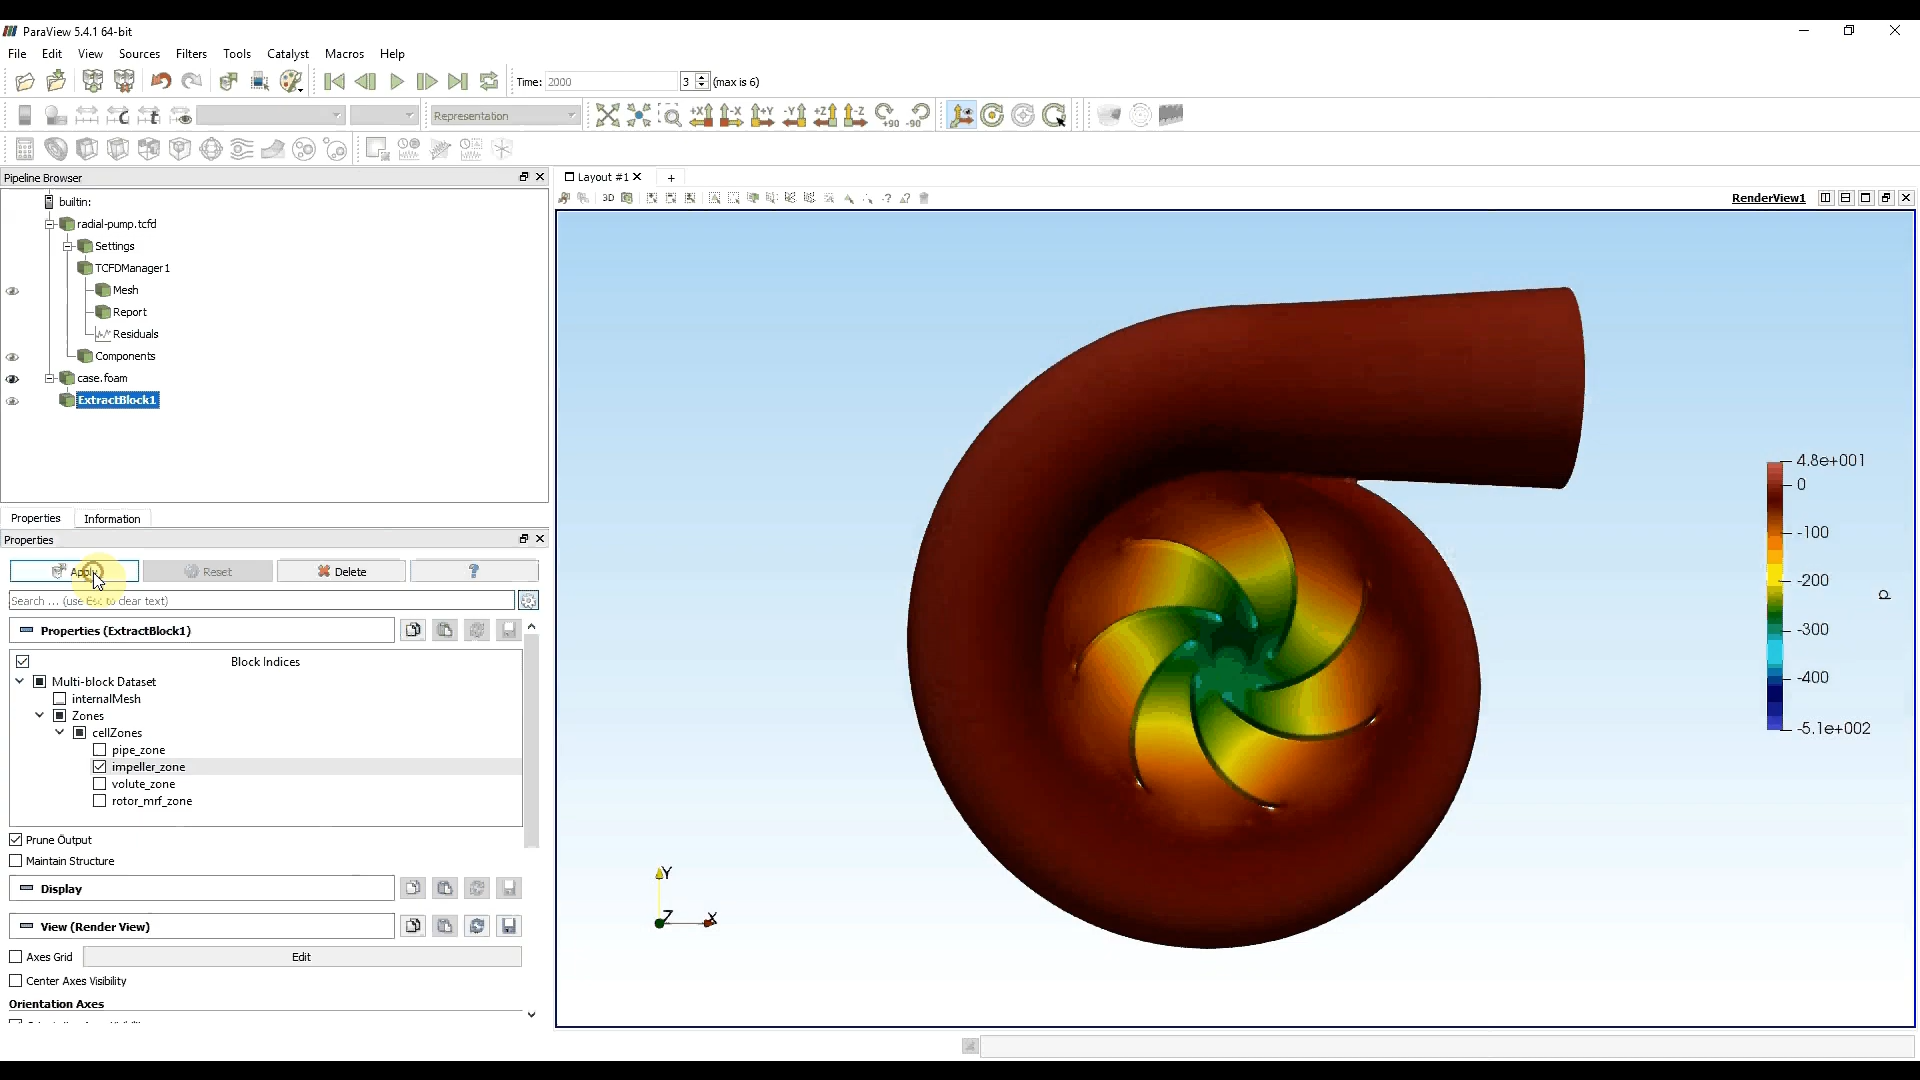 ParaView 5.4.1 64-bit
File Edit View Sources Filters Tools Catalyst Macros Help
Time: 2000 3 (max is 6)
Representation +X -X +Y -Y +Z -Z +90 -90
Pipeline Browser
Layout #1 +
builtin:
3D
RenderView1
radial-pump.tcfd
Settings
TCFDManager1
Mesh
Report
Residuals
Components
case.foam
ExtractBlock1
4.8e+001
0
-100
-200
-300
-400
-5.1e+002
p
Properties Information
Properties
Apply Reset Delete ?
Search ... (use Esc to clear text)
Properties (ExtractBlock1)
Block Indices
Multi-block Dataset
internalMesh
Zones
cellZones
pipe_zone
impeller_zone
volute_zone
rotor_mrf_zone
Prune Output
Maintain Structure
Display
View (Render View)
Axes Grid Edit
Center Axes Visibility
Orientation Axes
Y
Z X